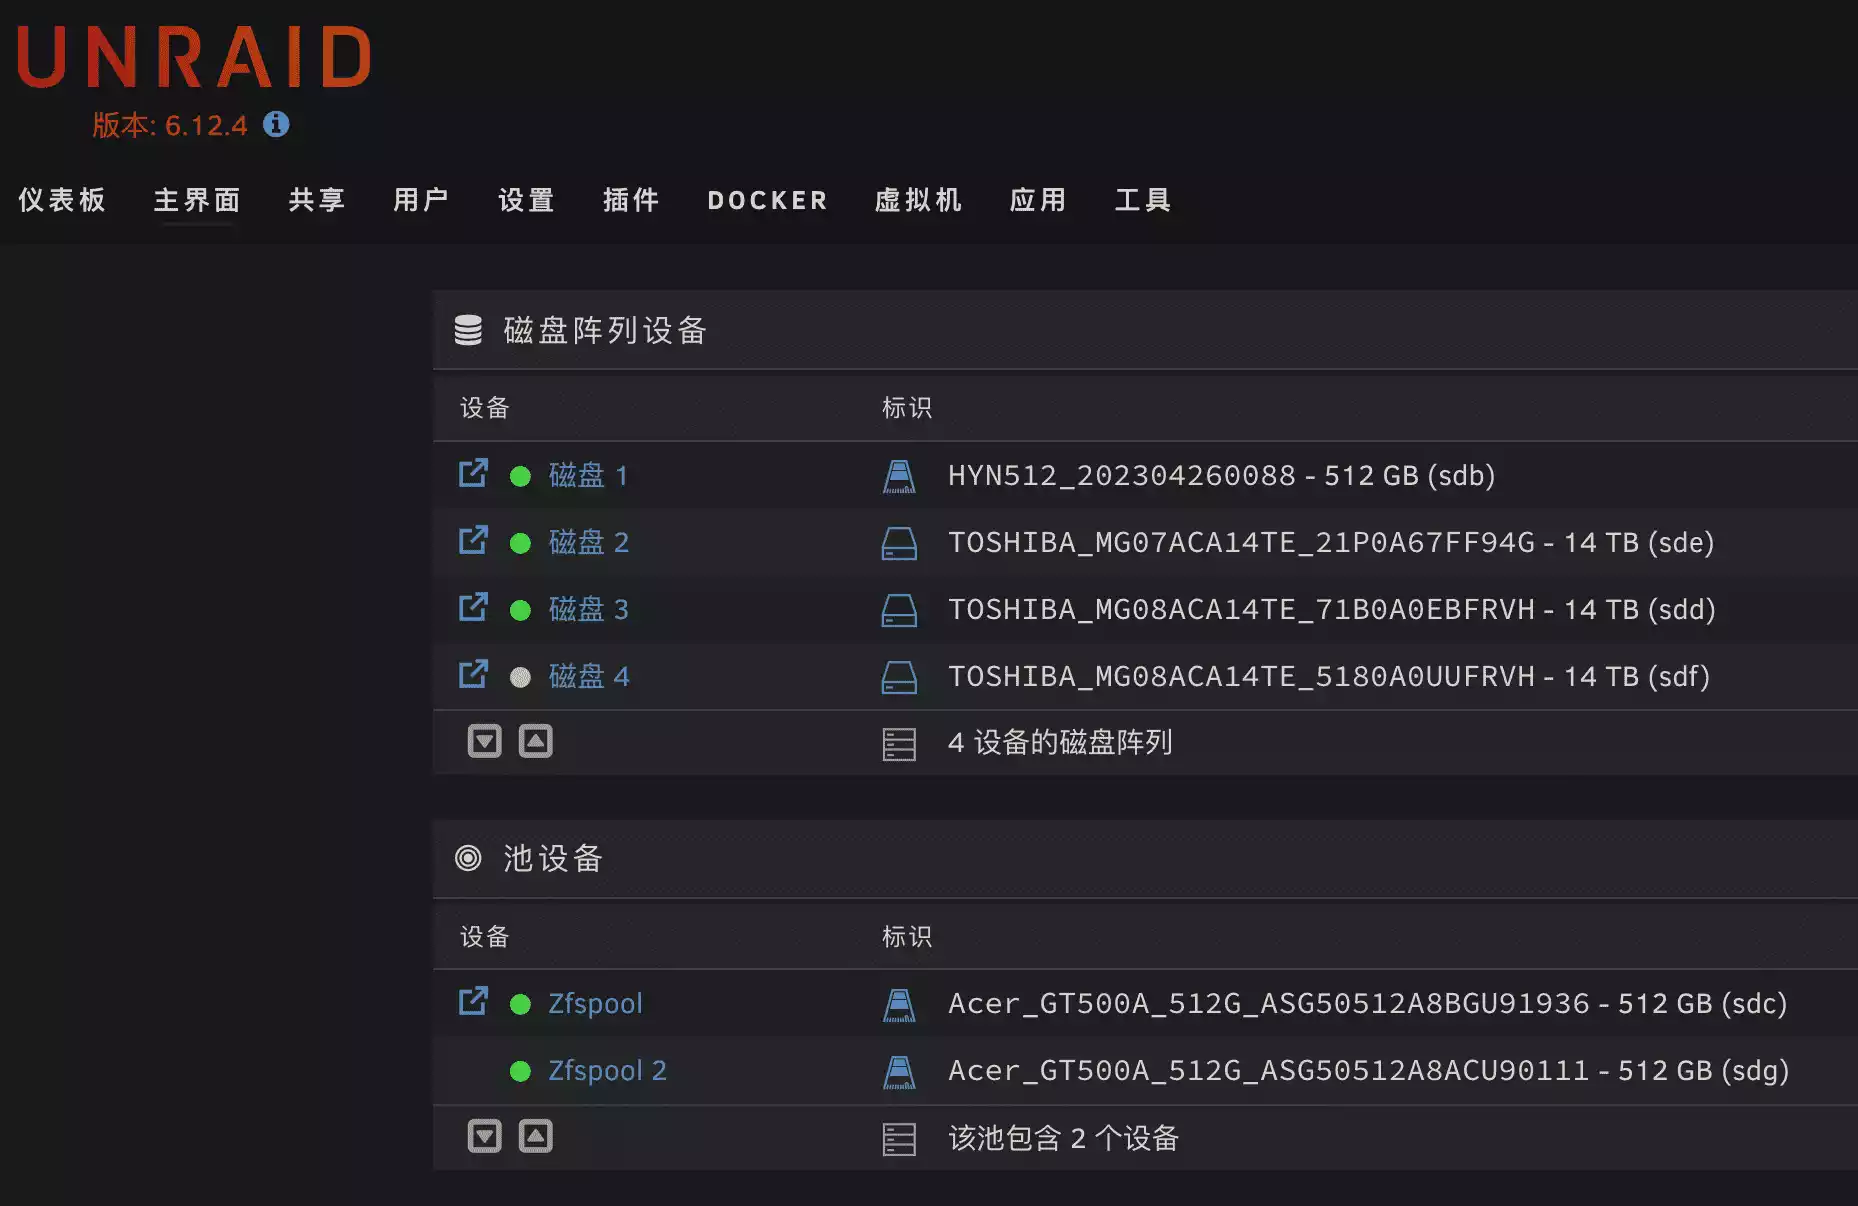 UNRAID
版本: 6.12.4
仪表板 主界面 共享 用户 设置 插件 DOCKER 虚拟机 应用 工具
磁盘阵列设备
设备 标识
磁盘 1 HYN512_202304260088 - 512 GB (sdb)
磁盘 2 TOSHIBA_MG07ACA14TE_21P0A67FF94G - 14 TB (sde)
磁盘 3 TOSHIBA_MG08ACA14TE_71B0A0EBFRVH - 14 TB (sdd)
磁盘 4 TOSHIBA_MG08ACA14TE_5180A0UUFRVH - 14 TB (sdf)
4 设备的磁盘阵列
池设备
设备 标识
Zfspool Acer_GT500A_512G_ASG50512A8BGU91936 - 512 GB (sdc)
Zfspool 2 Acer_GT500A_512G_ASG50512A8ACU90111 - 512 GB (sdg)
该池包含 2 个设备